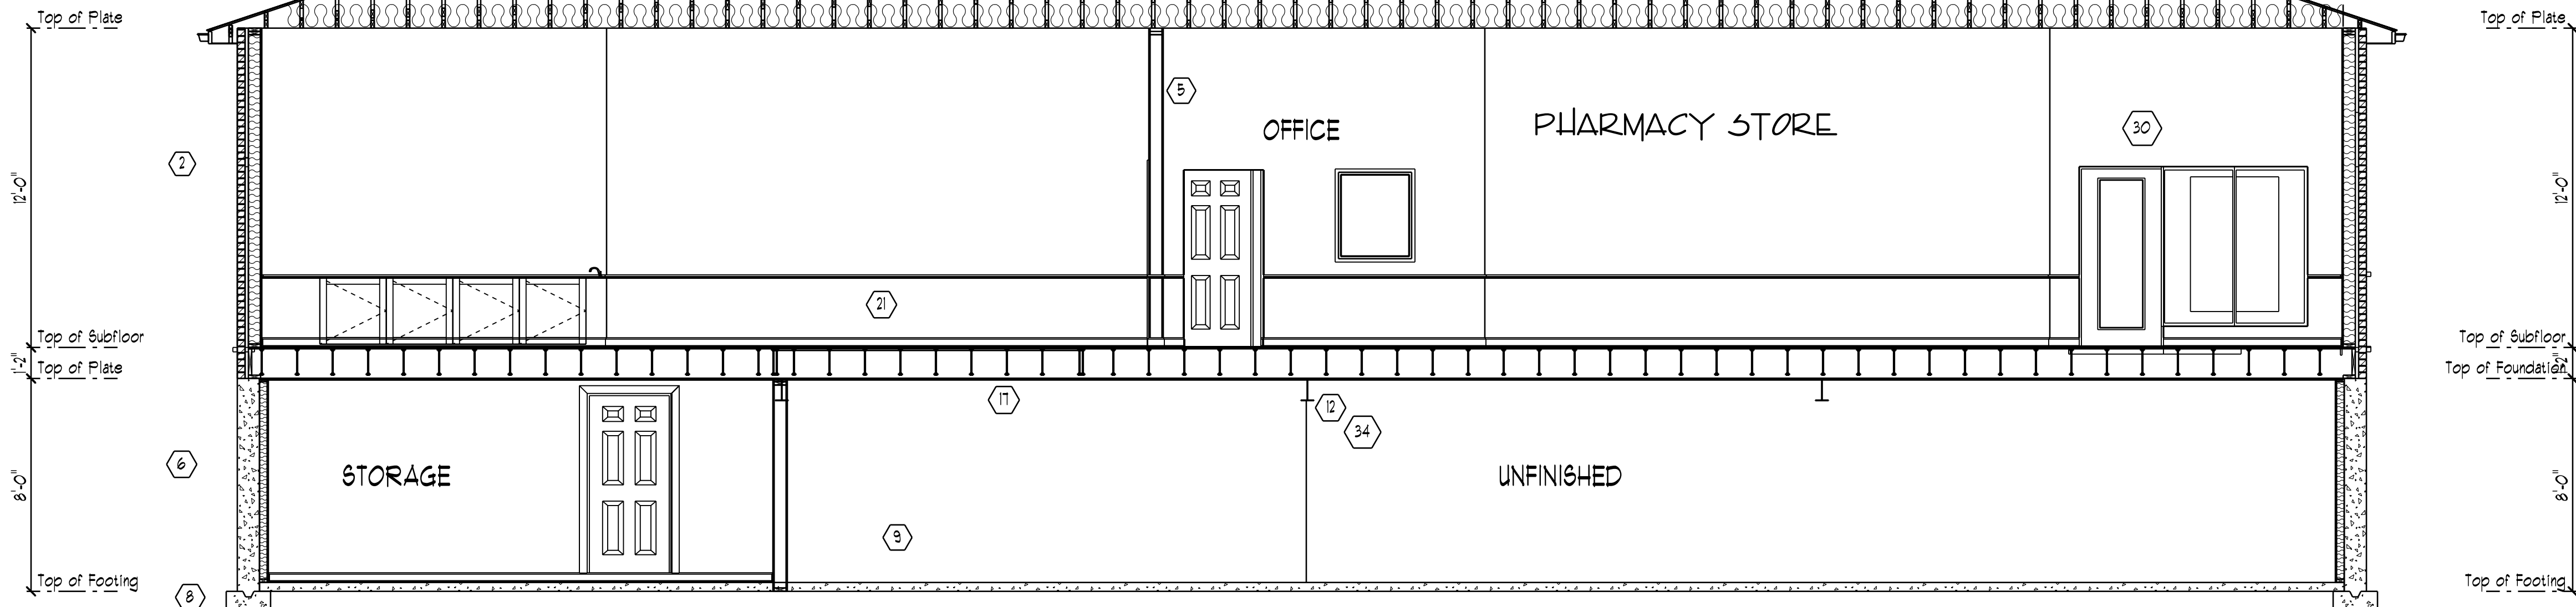 Top of Plate
Top of Plate
5
OFFICE
PHARMACY STORE
30
2
12'-0"
12'-0"
21
Top of Subfloor
Top of Subfloor
1'-2"
Top of Plate
Top of Foundation
17
12
34
6
STORAGE
UNFINISHED
8'-0"
8'-0"
9
Top of Footing
Top of Footing
8